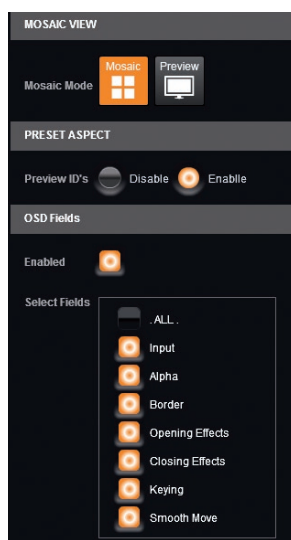 MOSAIC VIEW
Mosaic Mode Mosaic Preview
PRESET ASPECT
Preview ID's Disable Enablle
OSD Fields
Enabled
Select Fields
. ALL .
Input
Alpha
Border
Opening Effects
Closing Effects
Keying
Smooth Move